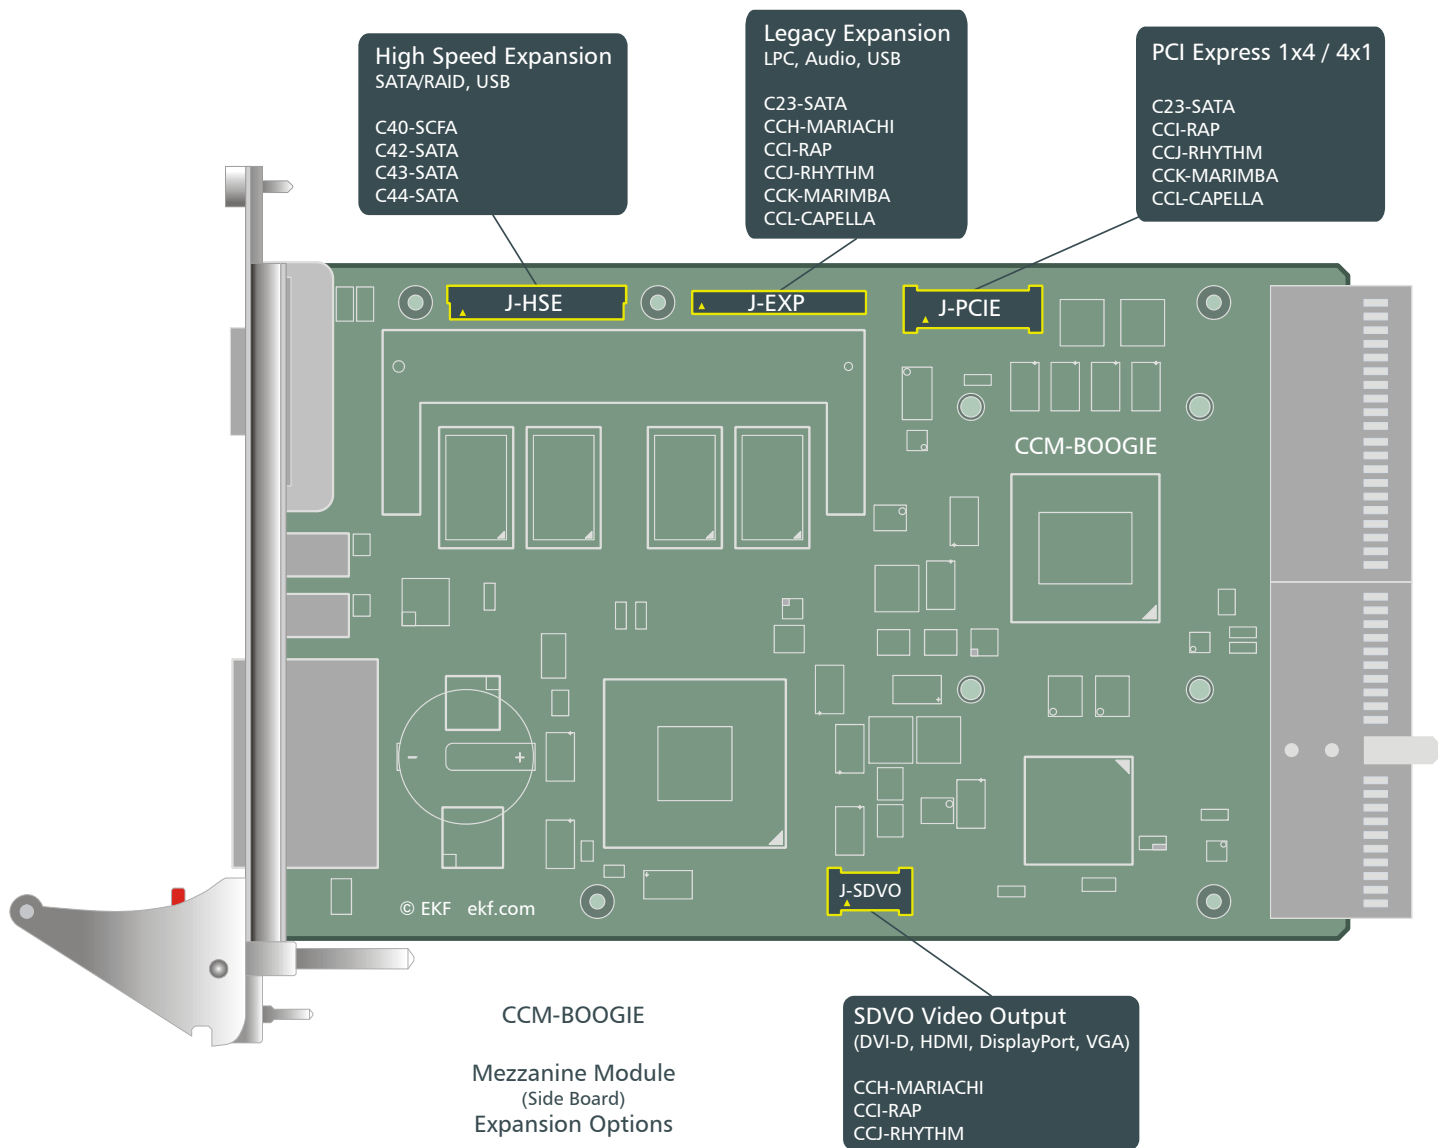 High Speed Expansion
SATA/RAID, USB
C40-SCFA
C42-SATA
C43-SATA
C44-SATA
Legacy Expansion
LPC, Audio, USB
C23-SATA
CCH-MARIACHI
CCI-RAP
CCJ-RHYTHM
CCK-MARIMBA
CCL-CAPELLA
PCI Express 1x4 / 4x1
C23-SATA
CCI-RAP
CCJ-RHYTHM
CCK-MARIMBA
CCL-CAPELLA
J-HSE
J-EXP
J-PCIE
CCM-BOOGIE
- +
J-SDVO
© EKF ekf.com
CCM-BOOGIE
Mezzanine Module
(Side Board)
Expansion Options
SDVO Video Output
(DVI-D, HDMI, DisplayPort, VGA)
CCH-MARIACHI
CCI-RAP
CCJ-RHYTHM